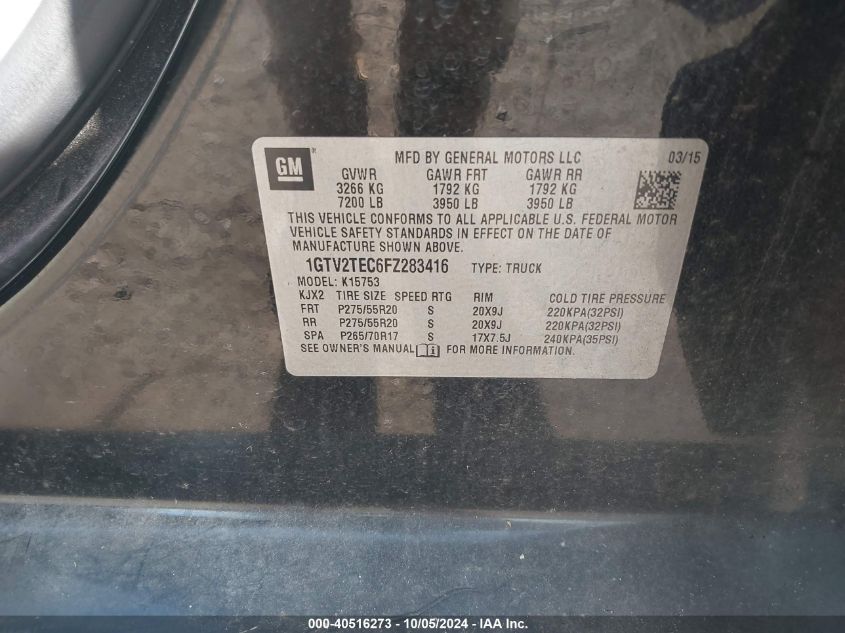 GM
MFD BY GENERAL MOTORS LLC 03/15
GVWR GAWR FRT GAWR RR
3266 KG 1792 KG 1792 KG
7200 LB 3950 LB 3950 LB
THIS VEHICLE CONFORMS TO ALL APPLICABLE U.S. FEDERAL MOTOR
VEHICLE SAFETY STANDARDS IN EFFECT ON THE DATE OF
MANUFACTURE SHOWN ABOVE.
1GTV2TEC6FZ283416 TYPE: TRUCK
MODEL: K15753
KJX2 TIRE SIZE SPEED RTG RIM COLD TIRE PRESSURE
FRT P275/55R20 S 20X9J 220KPA(32PSI)
RR P275/55R20 S 20X9J 220KPA(32PSI)
SPA P265/70R17 S 17X7.5J 240KPA(35PSI)
SEE OWNER'S MANUAL FOR MORE INFORMATION.
000-40516273 - 10/05/2024 - IAA Inc.